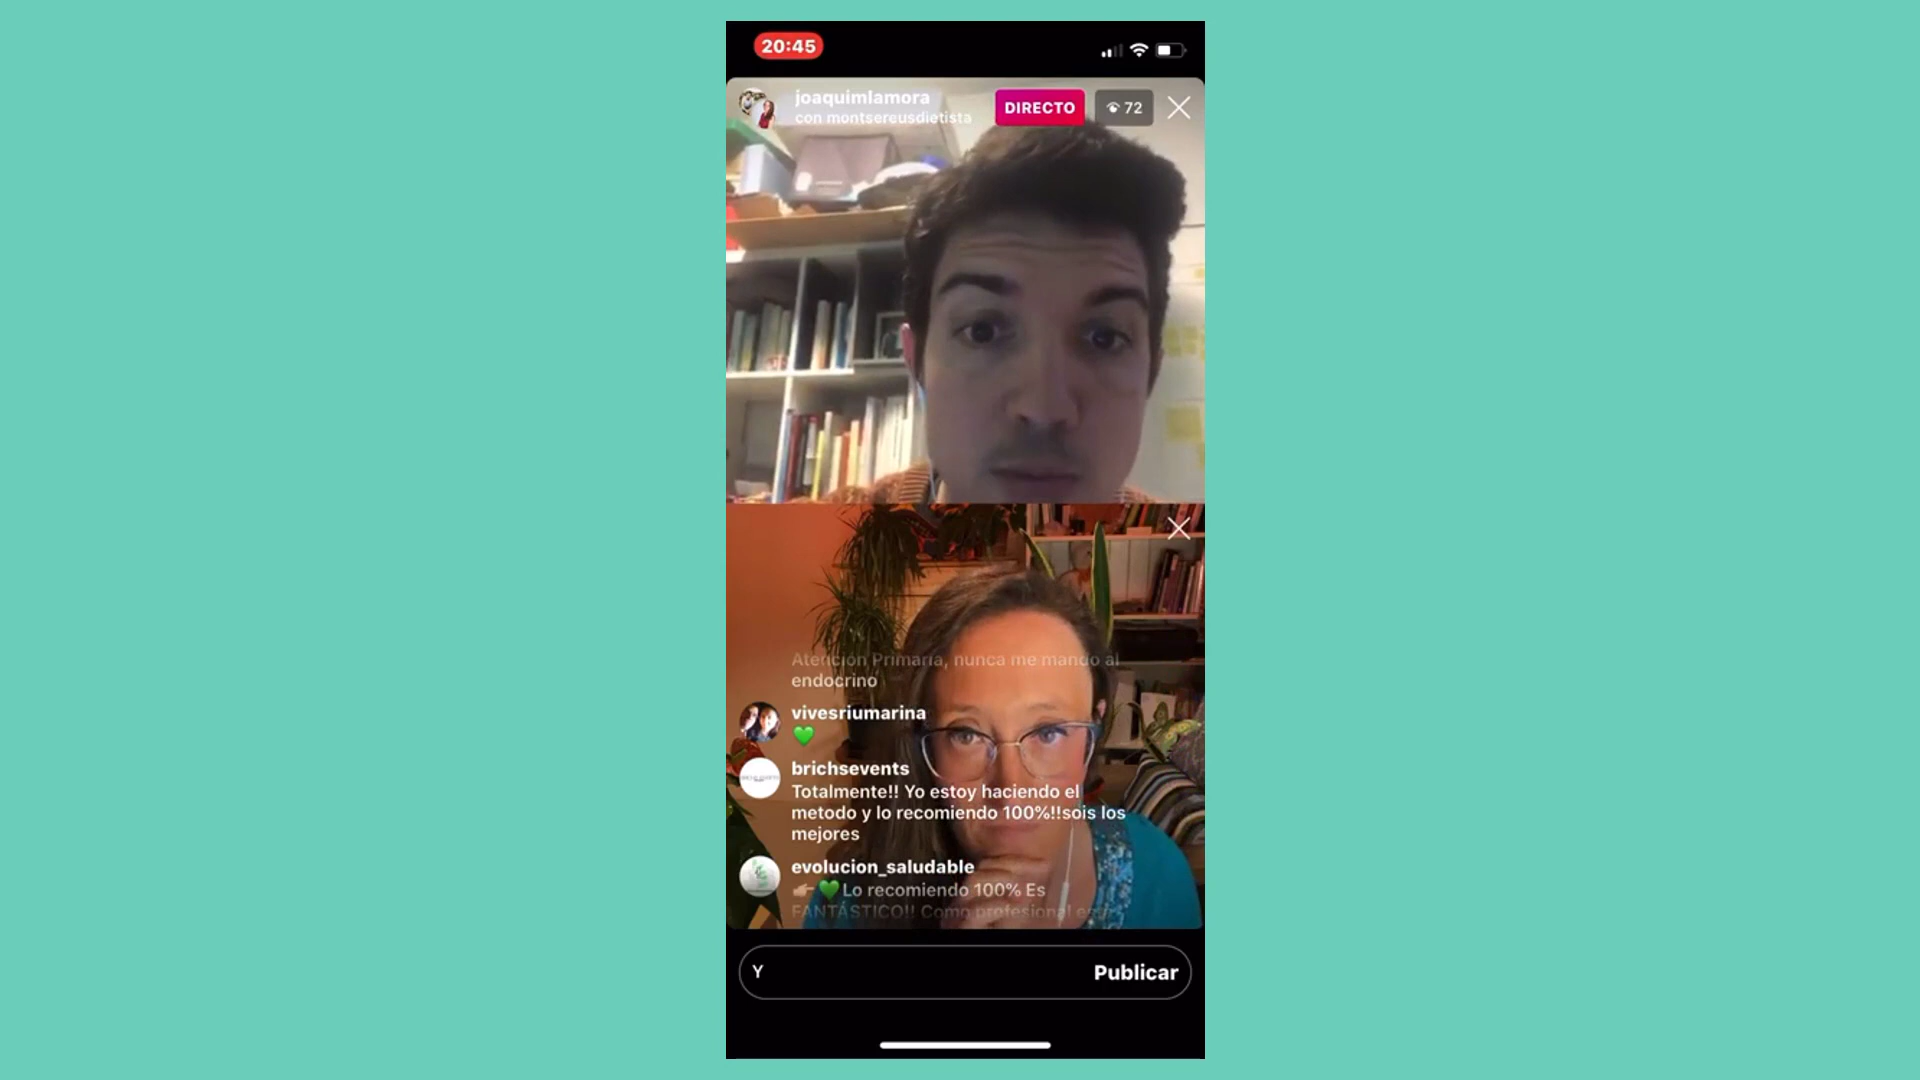 20:45
joaquimlamora
con montsereusdietista
DIRECTO
72
Atención Primaria, nunca me mando al
endocrino
vivesriumarina
brichsevents
Totalmente!! Yo estoy haciendo el
metodo y lo recomiendo 100%!!sois los
mejores
evolucion_saludable
Lo recomiendo 100% Es
FANTÁSTICO!! Como profesional
Y
Publicar